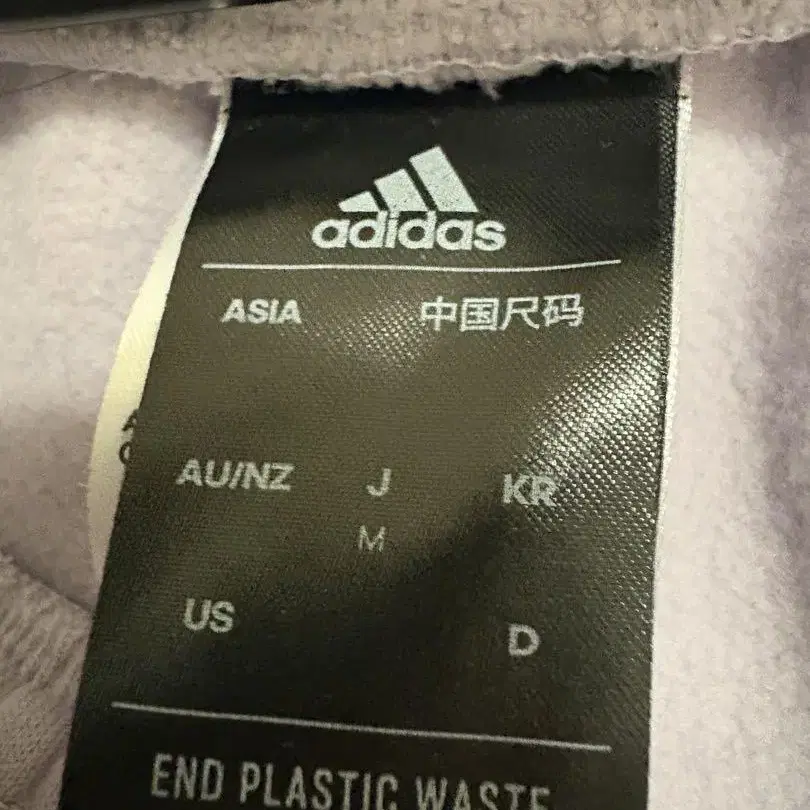 adidas
ASIA 中国尺码
AU/NZ J KR
M
US D
END PLASTIC WASTE